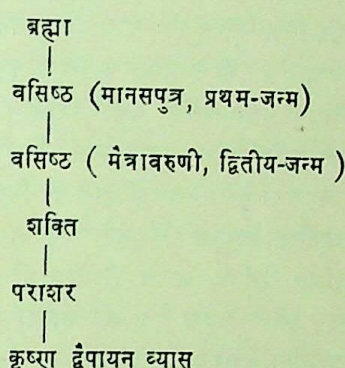 ब्रह्मा
वसिष्ठ (मानसपुत्र, प्रथम-जन्म)
वसिष्ट ( मैत्रावरुणी, द्वितीय-जन्म )
शक्ति
पराशर
कृष्ण द्वैपायन व्यास